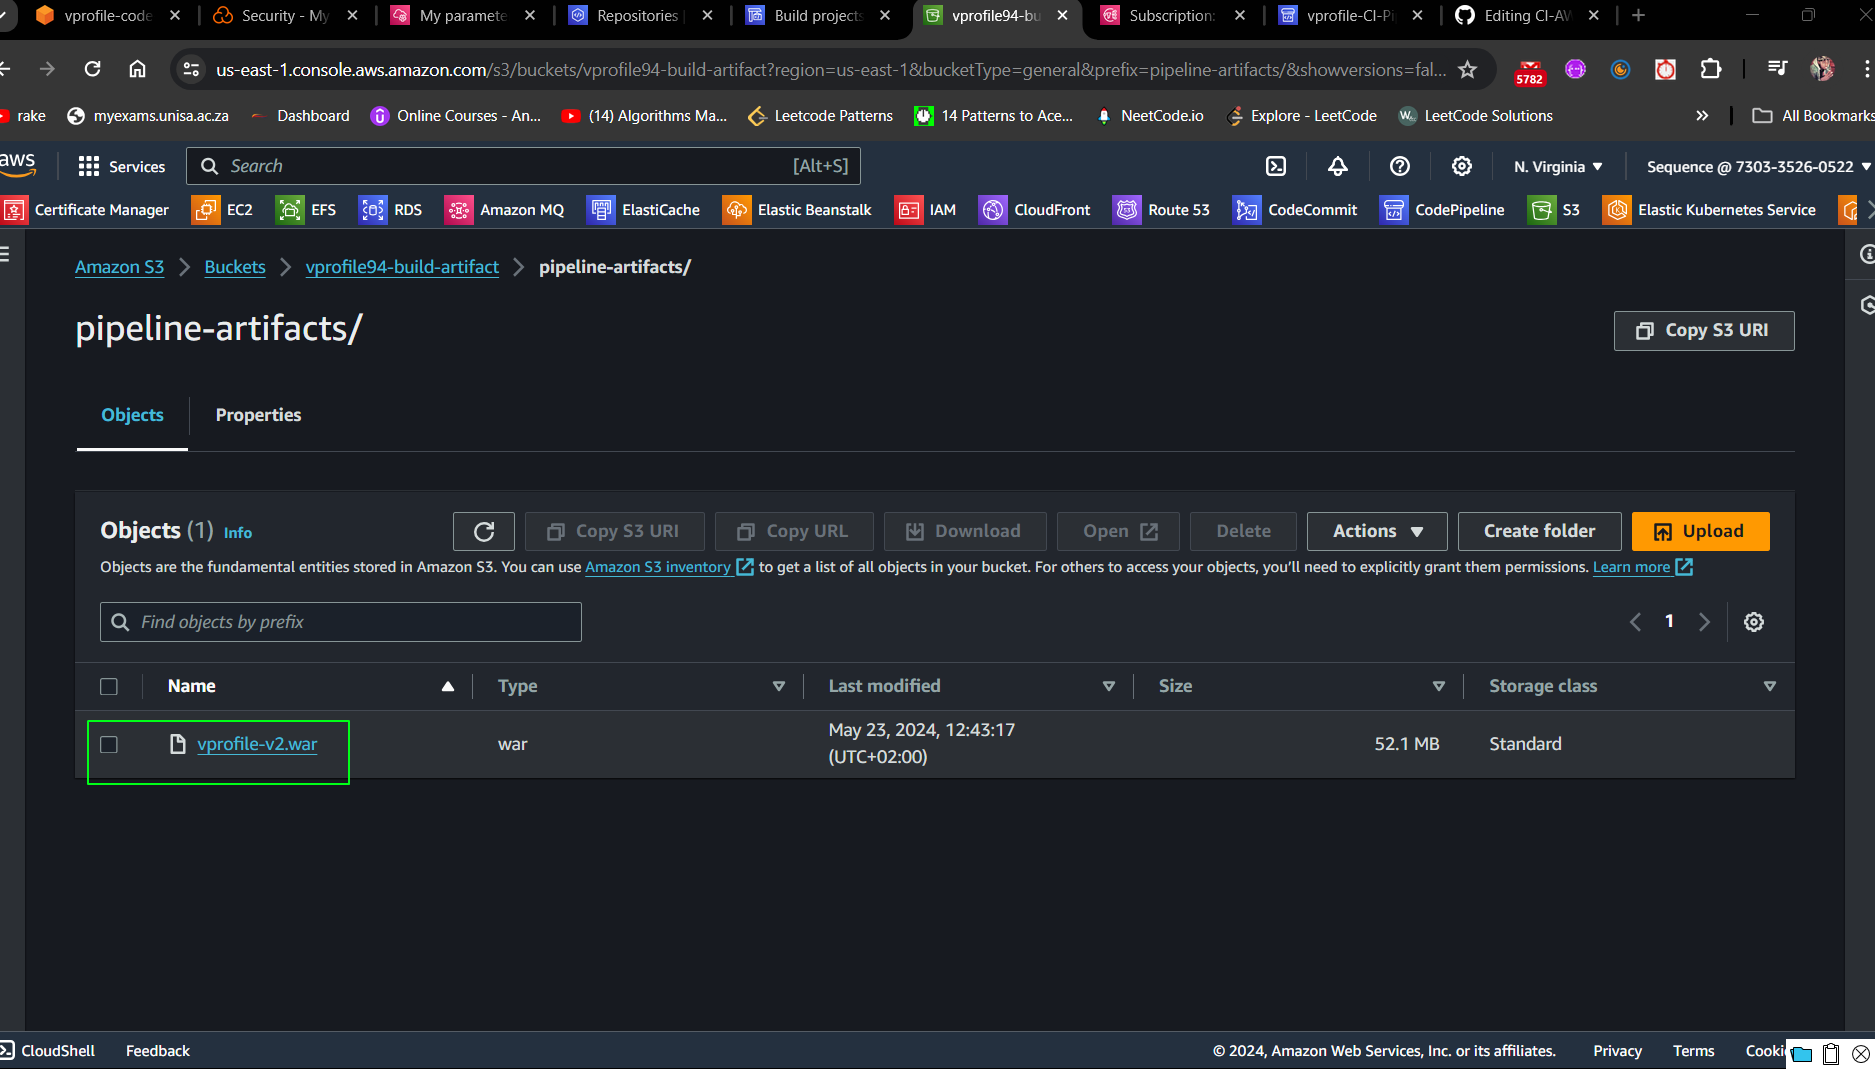 vprofile-code
Security - My
My paramete
Repositories
Build projects
vprofile94-bu
Subscription:
vprofile-CI-Pi
Editing CI-AW
us-east-1.console.aws.amazon.com/s3/buckets/vprofile94-build-artifact?region=us-east-1&bucketType=general&prefix=pipeline-artifacts/&showversions=fal...
5782
rake
myexams.unisa.ac.za
Dashboard
Online Courses - An...
(14) Algorithms Ma...
Leetcode Patterns
14 Patterns to Ace...
NeetCode.io
Explore - LeetCode
LeetCode Solutions
All Bookmarks
aws
Services
Search
[Alt+S]
N. Virginia
Sequence @ 7303-3526-0522
Certificate Manager
EC2
EFS
RDS
Amazon MQ
ElastiCache
Elastic Beanstalk
IAM
CloudFront
Route 53
CodeCommit
CodePipeline
S3
Elastic Kubernetes Service
Amazon S3
Buckets
vprofile94-build-artifact
pipeline-artifacts/
pipeline-artifacts/
Copy S3 URI
Objects
Properties
Objects (1) Info
Copy S3 URI
Copy URL
Download
Open
Delete
Actions
Create folder
Upload
Objects are the fundamental entities stored in Amazon S3. You can use Amazon S3 inventory to get a list of all objects in your bucket. For others to access your objects, you'll need to explicitly grant them permissions. Learn more
Find objects by prefix
1
Name
Type
Last modified
Size
Storage class
vprofile-v2.war
war
May 23, 2024, 12:43:17
(UTC+02:00)
52.1 MB
Standard
CloudShell
Feedback
© 2024, Amazon Web Services, Inc. or its affiliates.
Privacy
Terms
Cooki